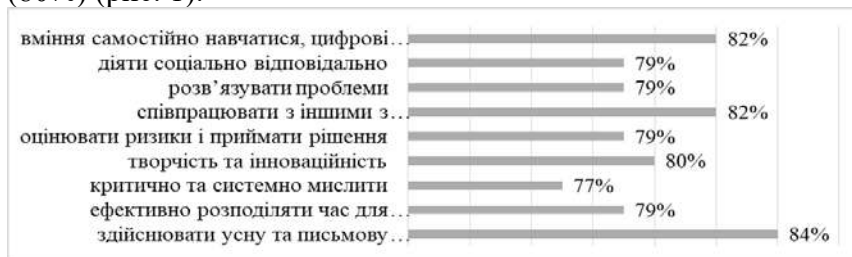 (80%) (рис. 1).
вміння самостійно навчатися, цифрові… 82%
діяти соціально відповідально 79%
розв’язувати проблеми 79%
співпрацювати з іншими з… 82%
оцінювати ризики і приймати рішення 79%
творчість та інноваційність 80%
критично та системно мислити 77%
ефективно розподіляти час для… 79%
здійснювати усну та письмову… 84%